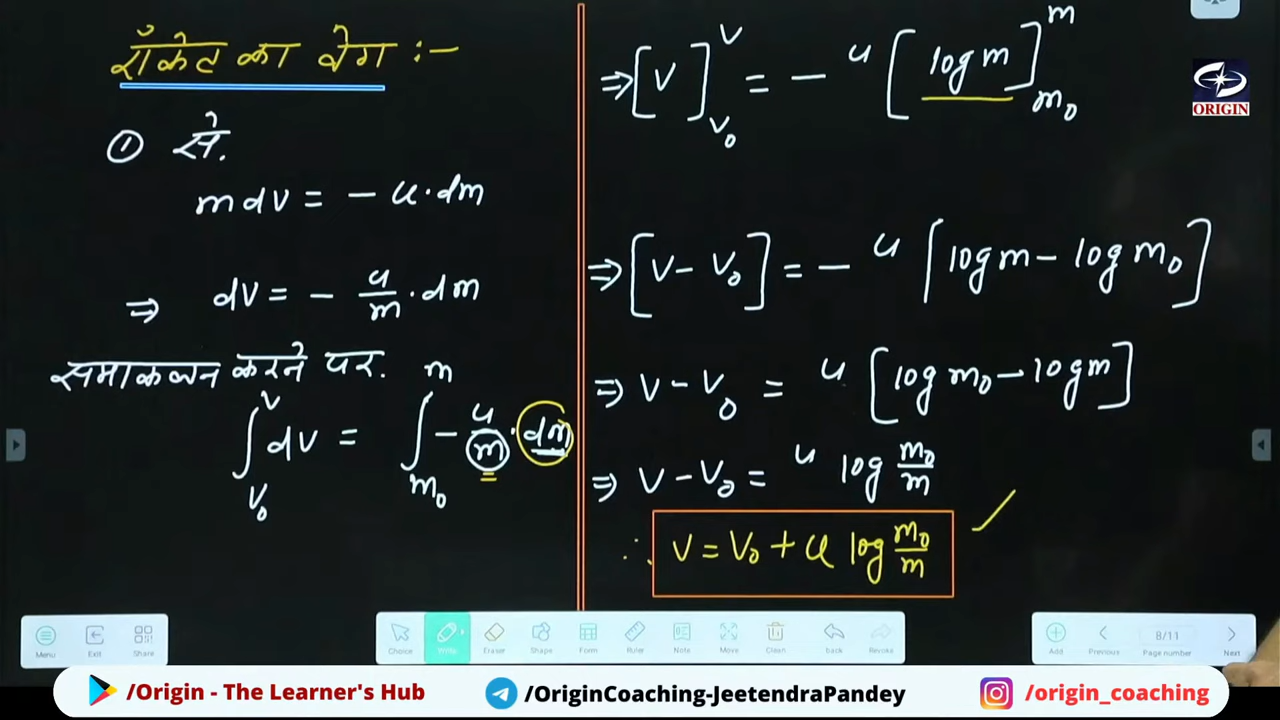 रॉकेट का वेग :-
① से.
mdv = - u·dm
⇒ dv = - u/m · dm
समाकलन करने पर.
∫_{v₀}^{v} dv = ∫_{m₀}^{m} - u/m · dm
⇒ [v]_{v₀}^{v} = - u [log m]_{m₀}^{m}
⇒ [v - v₀] = - u [log m - log m₀]
⇒ v - v₀ = u [log m₀ - log m]
⇒ v - v₀ = u log m₀/m
∴ v = v₀ + u log m₀/m
ORIGIN
Menu Exit Share
Choice Write Eraser Shape Form Ruler Note Move Clean back Revoke
Add Previous 8/11 Page number Next
/Origin - The Learner's Hub
/OriginCoaching-JeetendraPandey
/origin_coaching